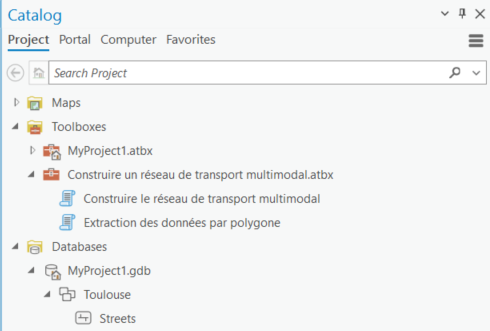 Catalog
Project Portal Computer Favorites
Search Project
Maps
Toolboxes
MyProject1.atbx
Construire un réseau de transport multimodal.atbx
Construire le réseau de transport multimodal
Extraction des données par polygone
Databases
MyProject1.gdb
Toulouse
Streets